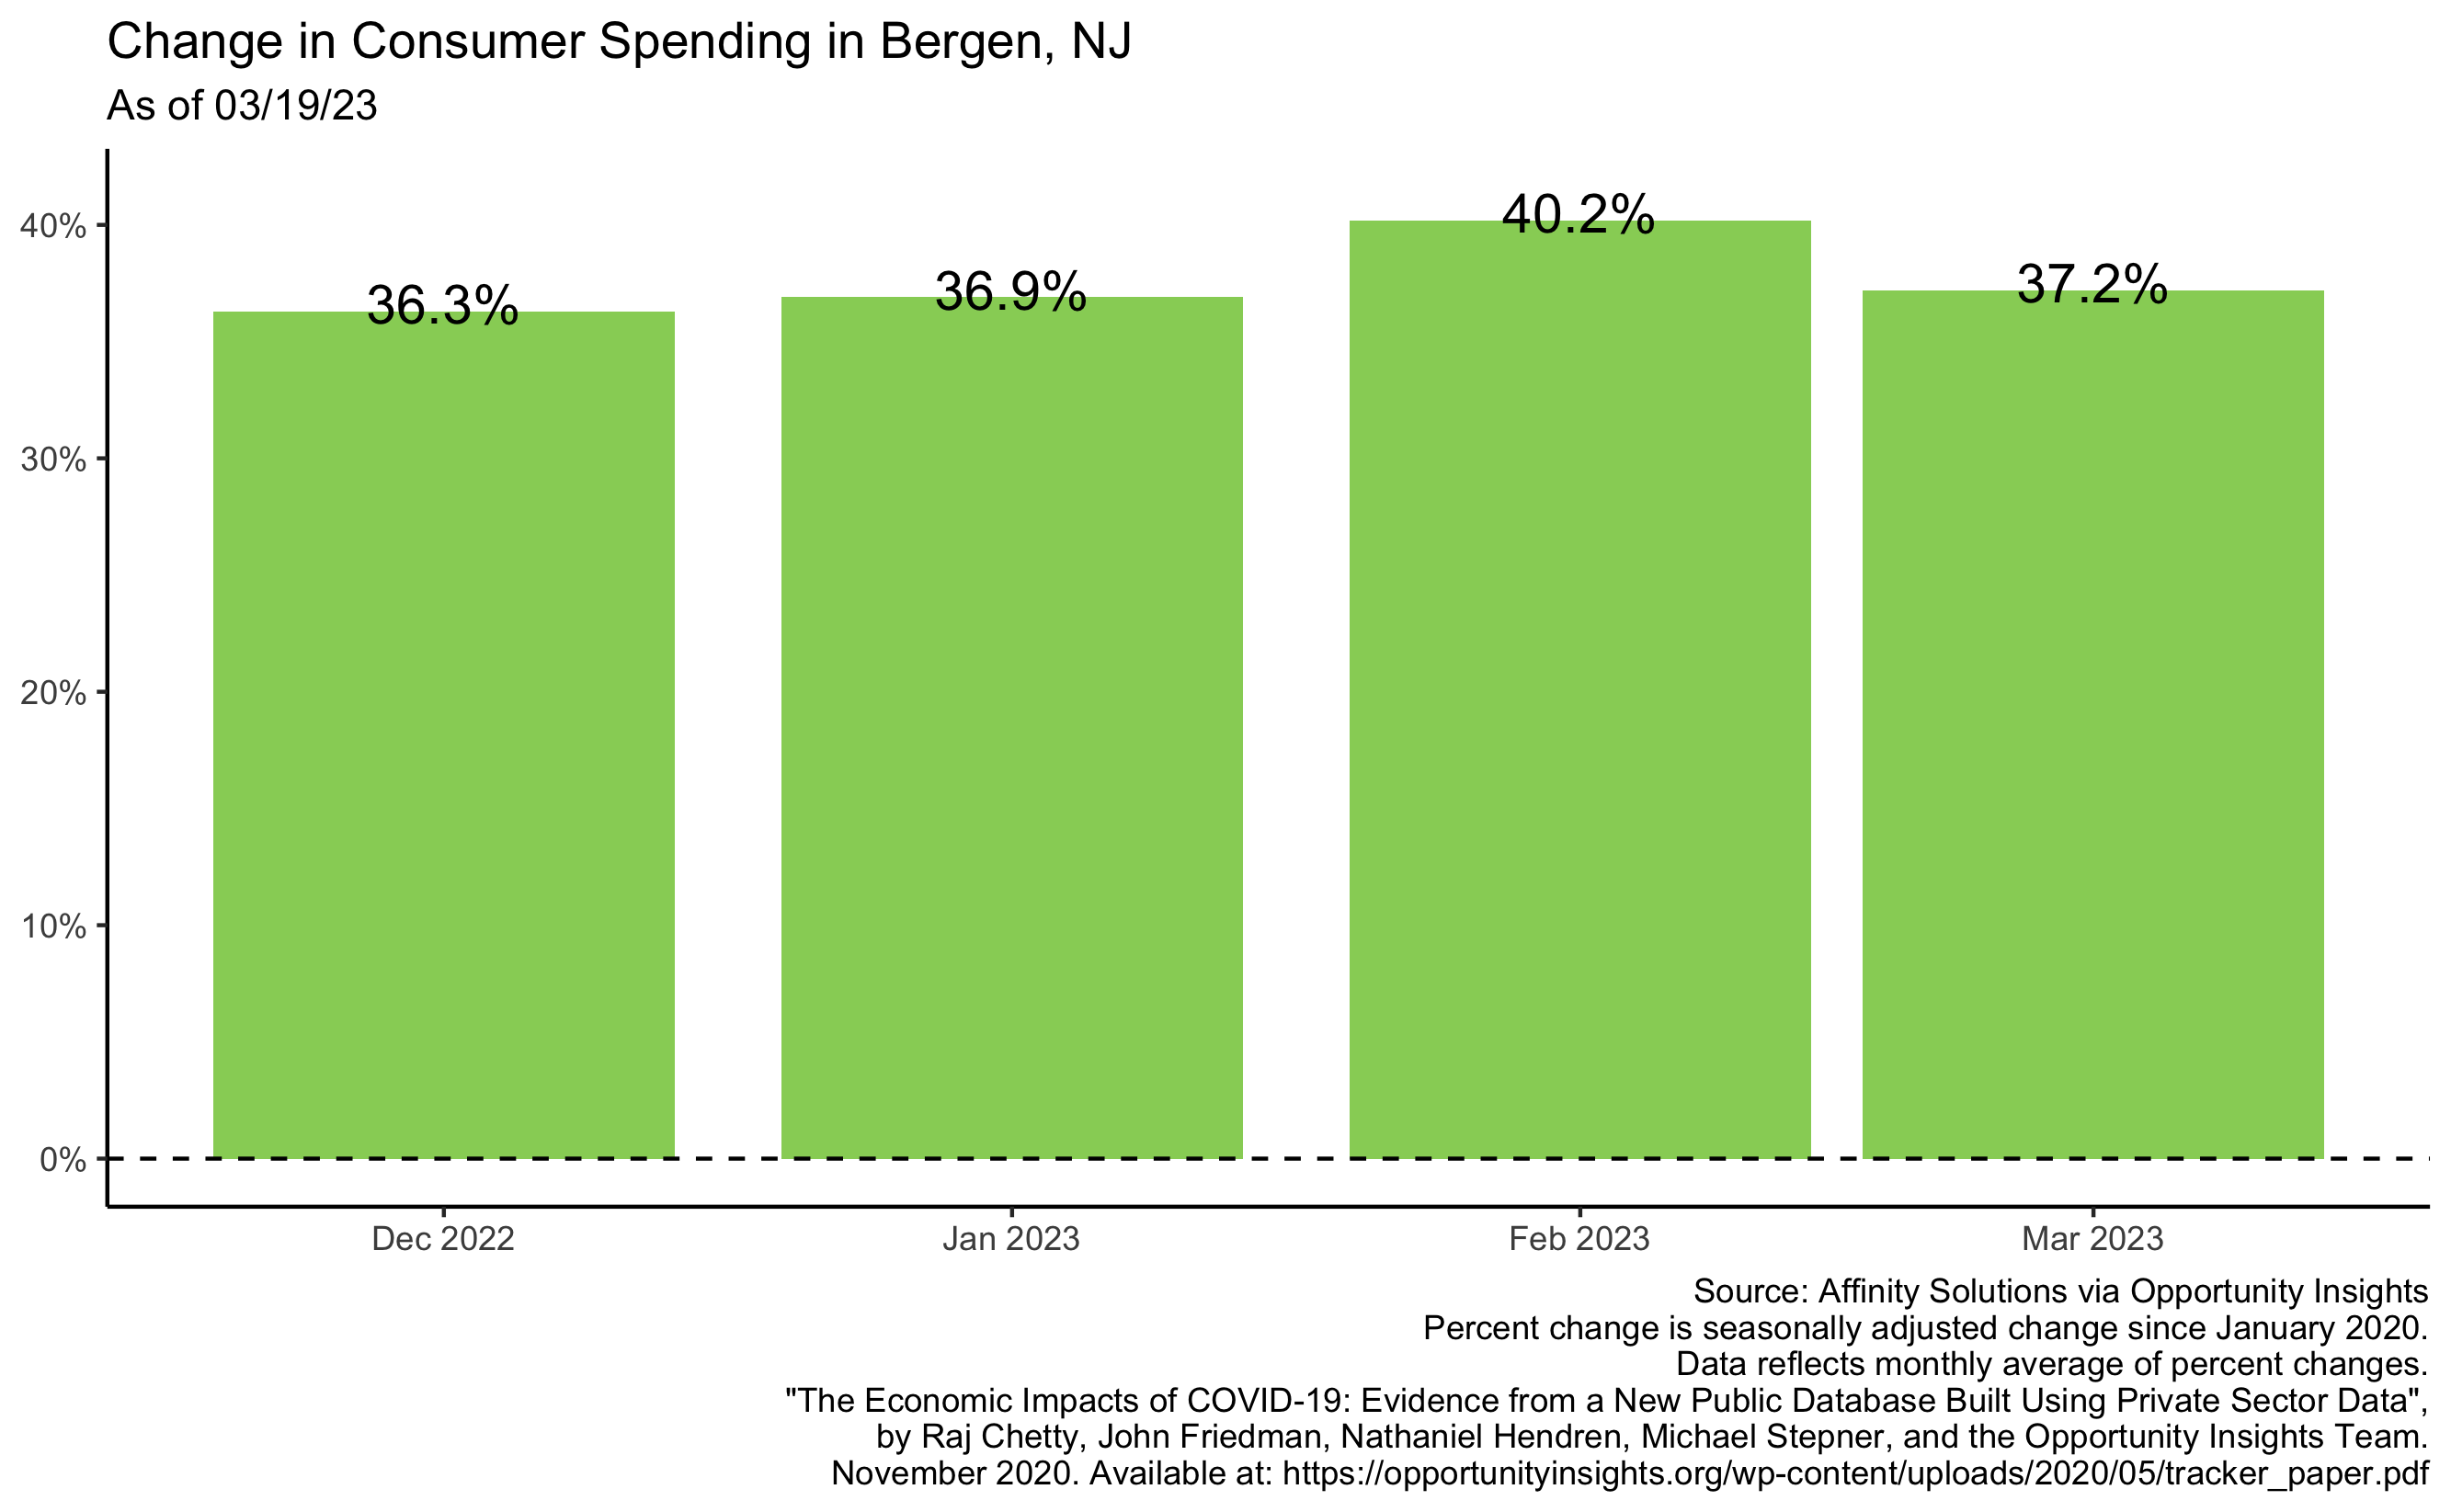 Change in Consumer Spending in Bergen, NJ
As of 03/19/23
40%
30%
20%
10%
0%
36.3%
36.9%
40.2%
37.2%
Dec 2022
Jan 2023
Feb 2023
Mar 2023
Source: Affinity Solutions via Opportunity Insights
Percent change is seasonally adjusted change since January 2020.
Data reflects monthly average of percent changes.
"The Economic Impacts of COVID-19: Evidence from a New Public Database Built Using Private Sector Data",
by Raj Chetty, John Friedman, Nathaniel Hendren, Michael Stepner, and the Opportunity Insights Team.
November 2020. Available at: https://opportunityinsights.org/wp-content/uploads/2020/05/tracker_paper.pdf